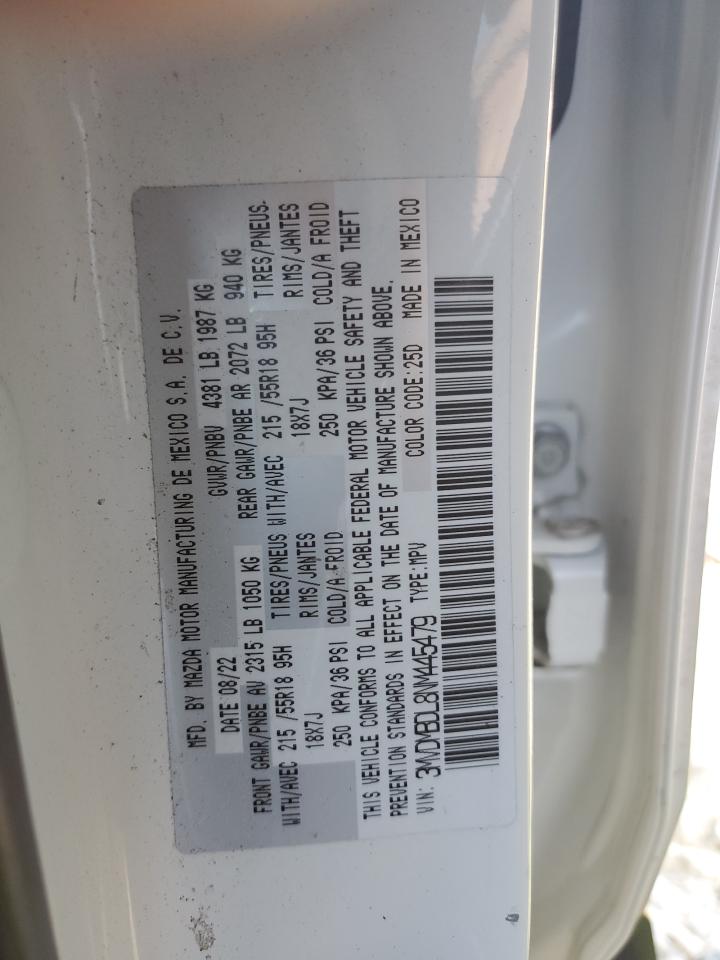 MFD. BY MAZDA MOTOR MANUFACTURING DE MEXICO S.A. DE C.V.
DATE 08/22 GVWR/PNBV 4381 LB 1987 KG
FRONT GAWR/PNBE AV 2315 LB 1050 KG REAR GAWR/PNBE AR 2072 LB 940 KG
WITH/AVEC 215 /55R18 95H TIRES/PNEUS WITH/AVEC 215 /55R18 95H TIRES/PNEUS.
18X7J RIMS/JANTES 18X7J RIMS/JANTES
250 KPA/36 PSI COLD/A FROID 250 KPA/36 PSI COLD/A FROID
THIS VEHICLE CONFORMS TO ALL APPLICABLE FEDERAL MOTOR VEHICLE SAFETY AND THEFT
PREVENTION STANDARDS IN EFFECT ON THE DATE OF MANUFACTURE SHOWN ABOVE.
VIN: 3MVDMBDL8NM445479 TYPE:MPV COLOR CODE:25D MADE IN MEXICO